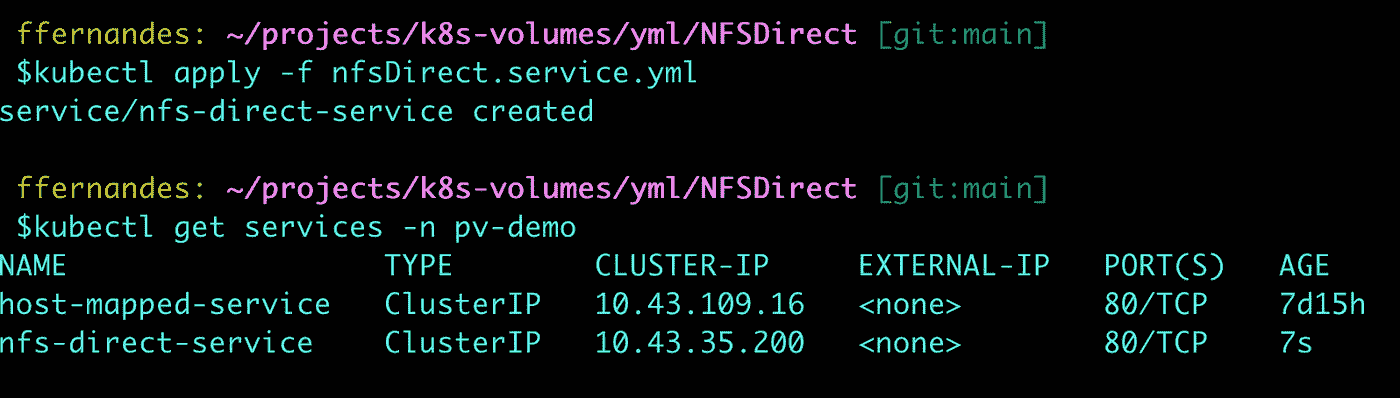 ffernandes: ~/projects/k8s-volumes/yml/NFSDirect [git:main]
$kubectl apply -f nfsDirect.service.yml
service/nfs-direct-service created
ffernandes: ~/projects/k8s-volumes/yml/NFSDirect [git:main]
$kubectl get services -n pv-demo
NAME TYPE CLUSTER-IP EXTERNAL-IP PORT(S) AGE
host-mapped-service ClusterIP 10.43.109.16 <none> 80/TCP 7d15h
nfs-direct-service ClusterIP 10.43.35.200 <none> 80/TCP 7s